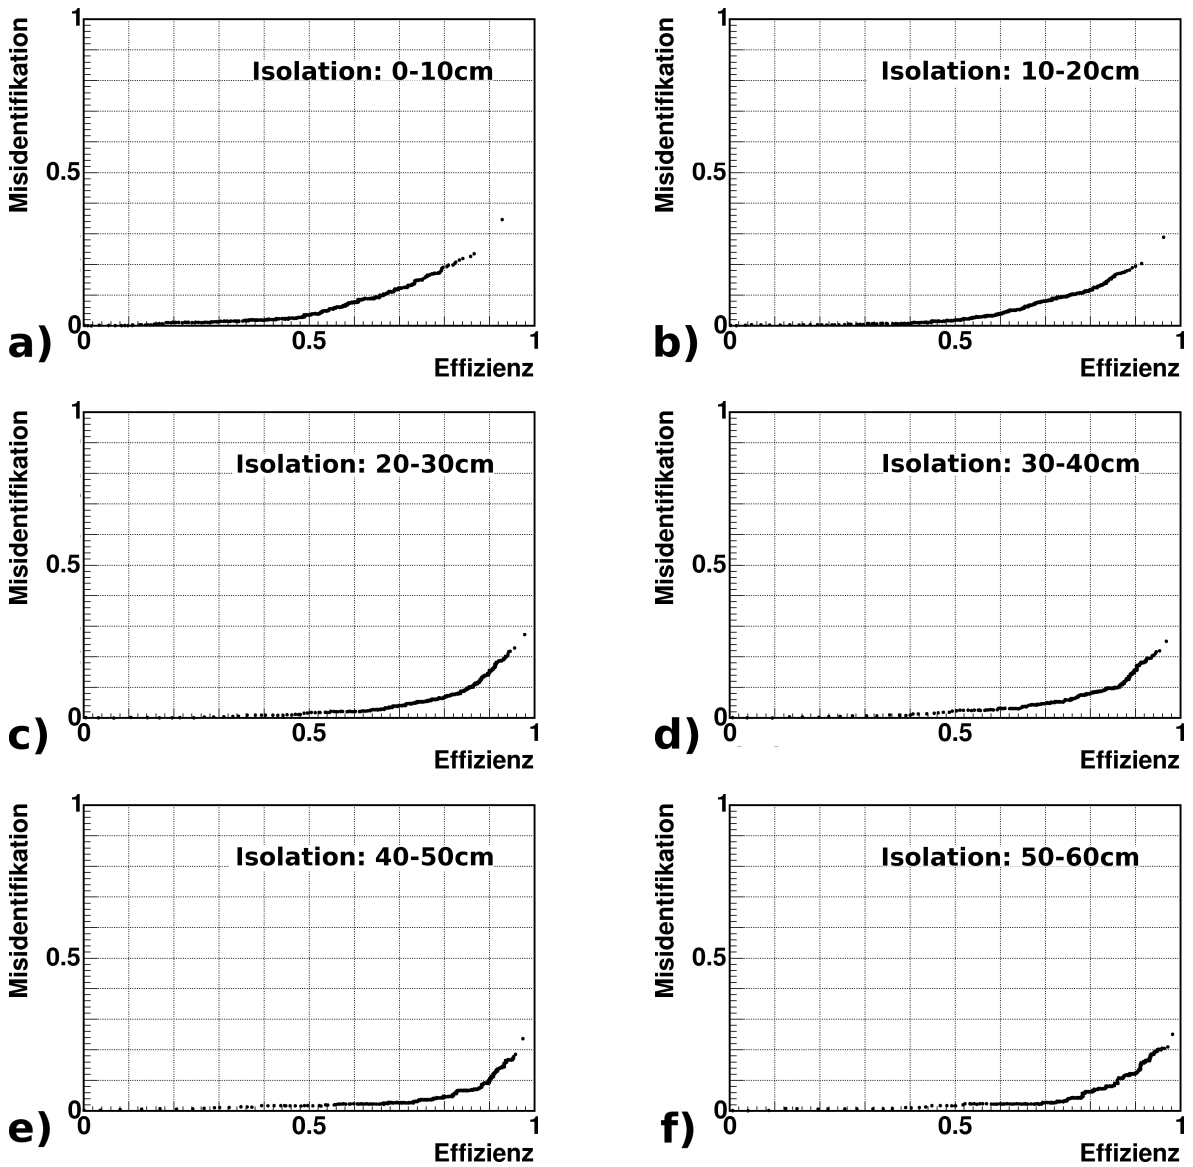 1
Misidentifikation
Isolation: 0-10cm
0.5
0
a)
0
0.5
1
Effizienz
1
Misidentifikation
Isolation: 10-20cm
0.5
0
b)
0
0.5
1
Effizienz
1
Misidentifikation
Isolation: 20-30cm
0.5
0
c)
0
0.5
1
Effizienz
1
Misidentifikation
Isolation: 30-40cm
0.5
0
d)
0
0.5
1
Effizienz
1
Misidentifikation
Isolation: 40-50cm
0.5
0
e)
0
0.5
1
Effizienz
1
Misidentifikation
Isolation: 50-60cm
0.5
0
f)
0
0.5
1
Effizienz